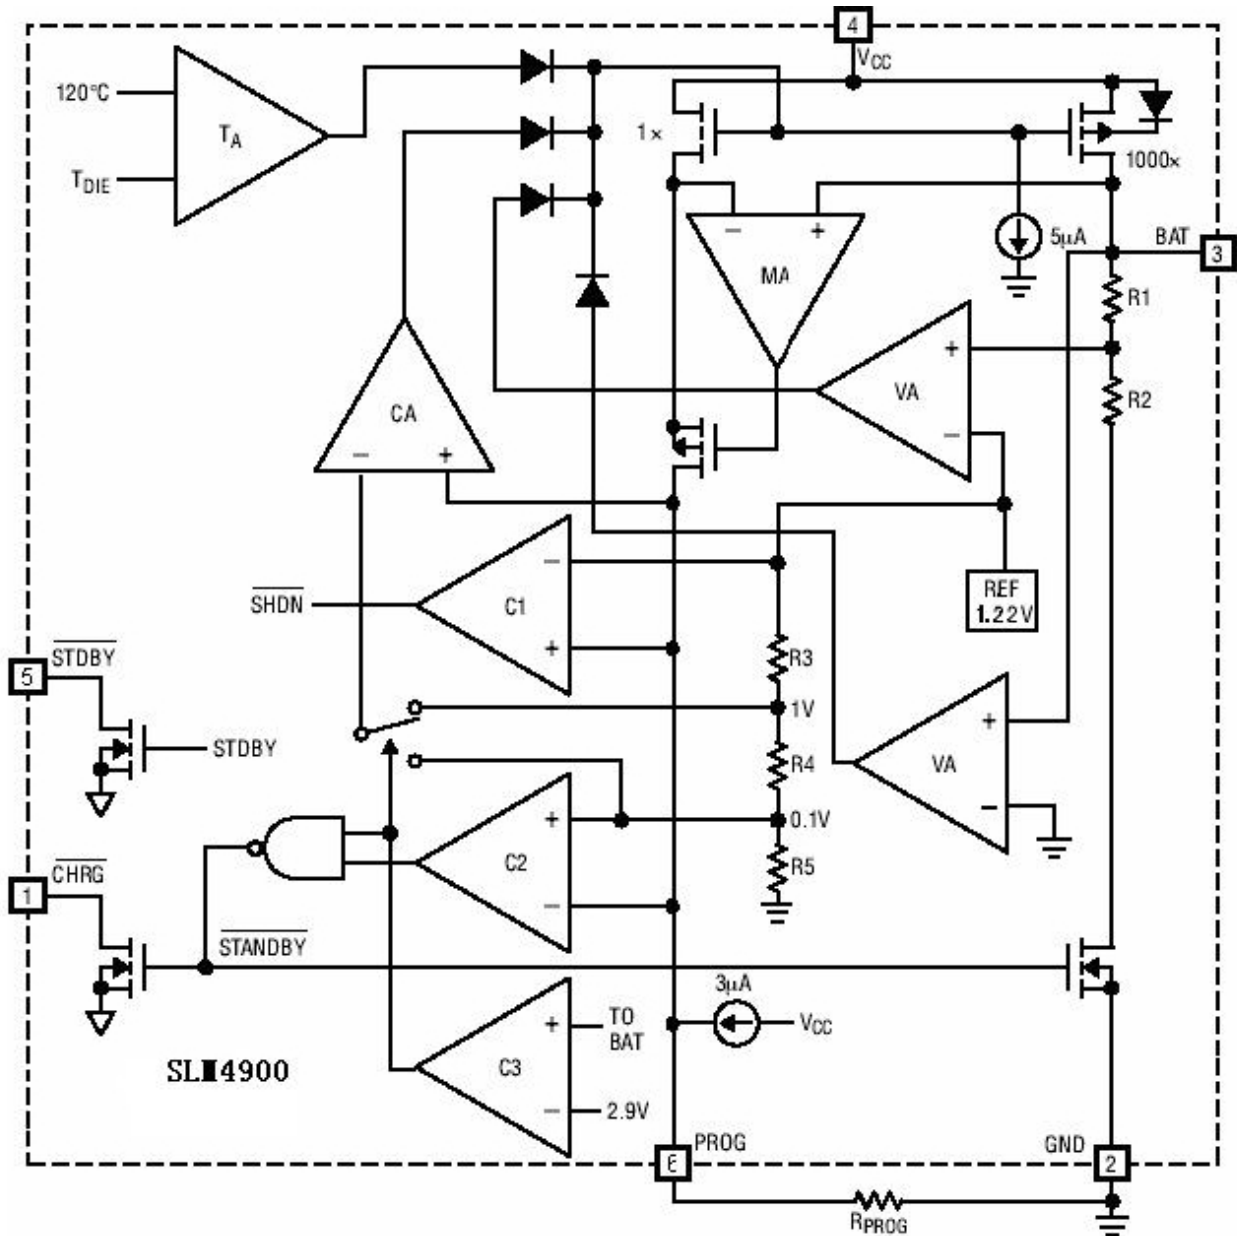 4
VCC
120°C
TA
TDIE
1×
1000×
− +
MA
5µA
BAT
3
R1
+
VA
−
R2
CA
− +
REF
1.22V
−
C1
+
SHDN
R3
1V
R4
0.1V
R5
+
VA
−
STDBY
5
STDBY
+
C2
−
CHRG
1
STANDBY
3µA
VCC
+
TO
BAT
C3
−
2.9V
SLM4900
PROG
6
GND
2
RPROG